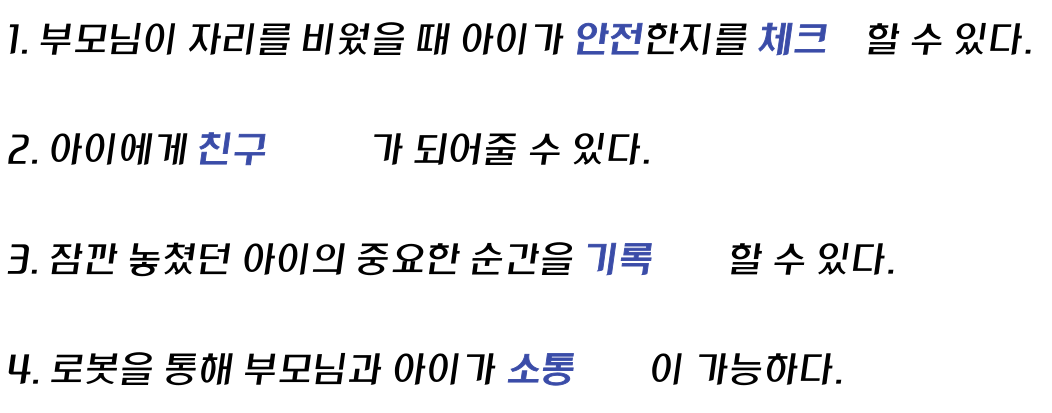 1. 부모님이 자리를 비웠을 때 아이가 안전한지를 체크 할 수 있다.
2. 아이에게 친구 가 되어줄 수 있다.
3. 잠깐 놓쳤던 아이의 중요한 순간을 기록 할 수 있다.
4. 로봇을 통해 부모님과 아이가 소통 이 가능하다.